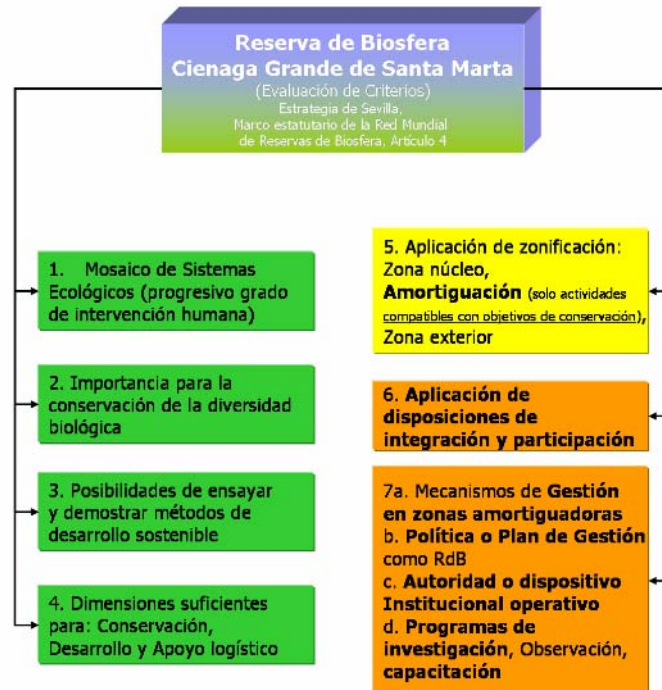 Reserva de Biosfera
Cienaga Grande de Santa Marta
(Evaluación de Criterios)
Estrategia de Sevilla,
Marco estatutario de la Red Mundial
de Reservas de Biosfera, Artículo 4
1. Mosaico de Sistemas
Ecológicos (progresivo grado
de intervención humana)
2. Importancia para la
conservación de la diversidad
biológica
3. Posibilidades de ensayar
y demostrar métodos de
desarrollo sostenible
4. Dimensiones suficientes
para: Conservación,
Desarrollo y Apoyo logístico
5. Aplicación de zonificación:
Zona núcleo,
Amortiguación (solo actividades
compatibles con objetivos de conservación),
Zona exterior
6. Aplicación de
disposiciones de
integración y participación
7a. Mecanismos de Gestión
en zonas amortiguadoras
b. Política o Plan de Gestión
como RdB
c. Autoridad o dispositivo
Institucional operativo
d. Programas de
investigación, Observación,
capacitación